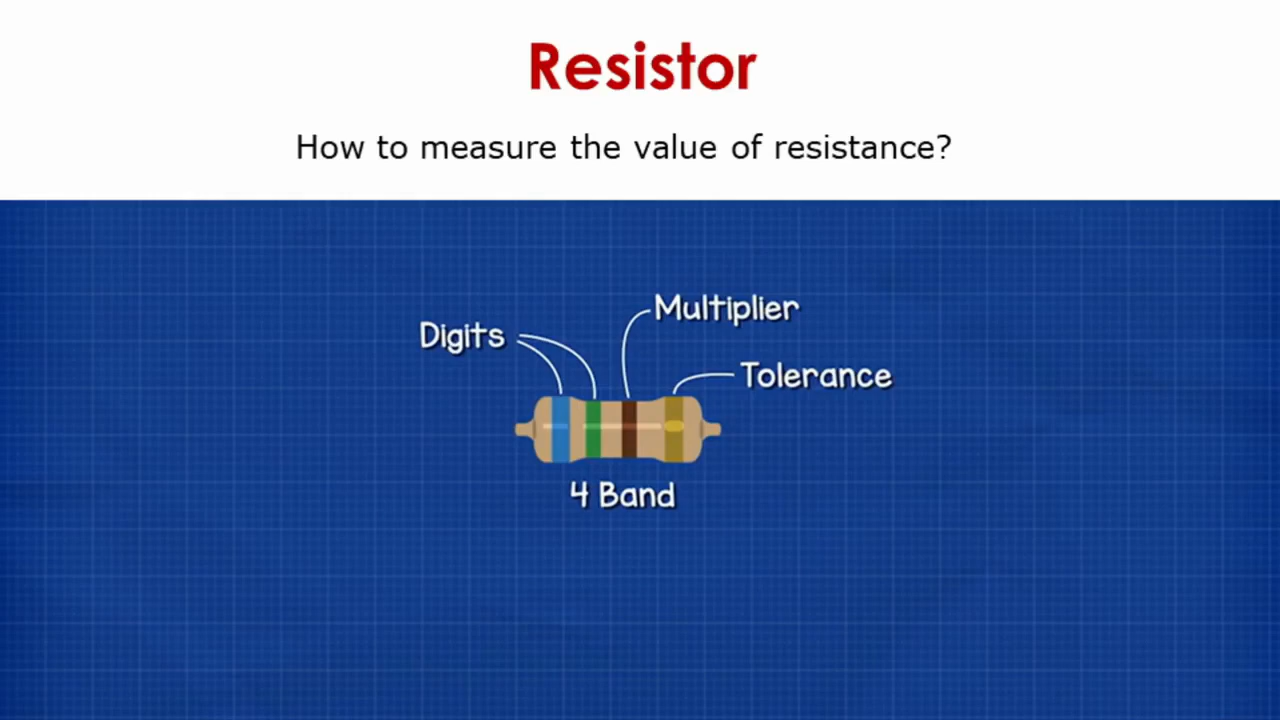 Resistor
How to measure the value of resistance?
Multiplier
Digits
Tolerance
4 Band